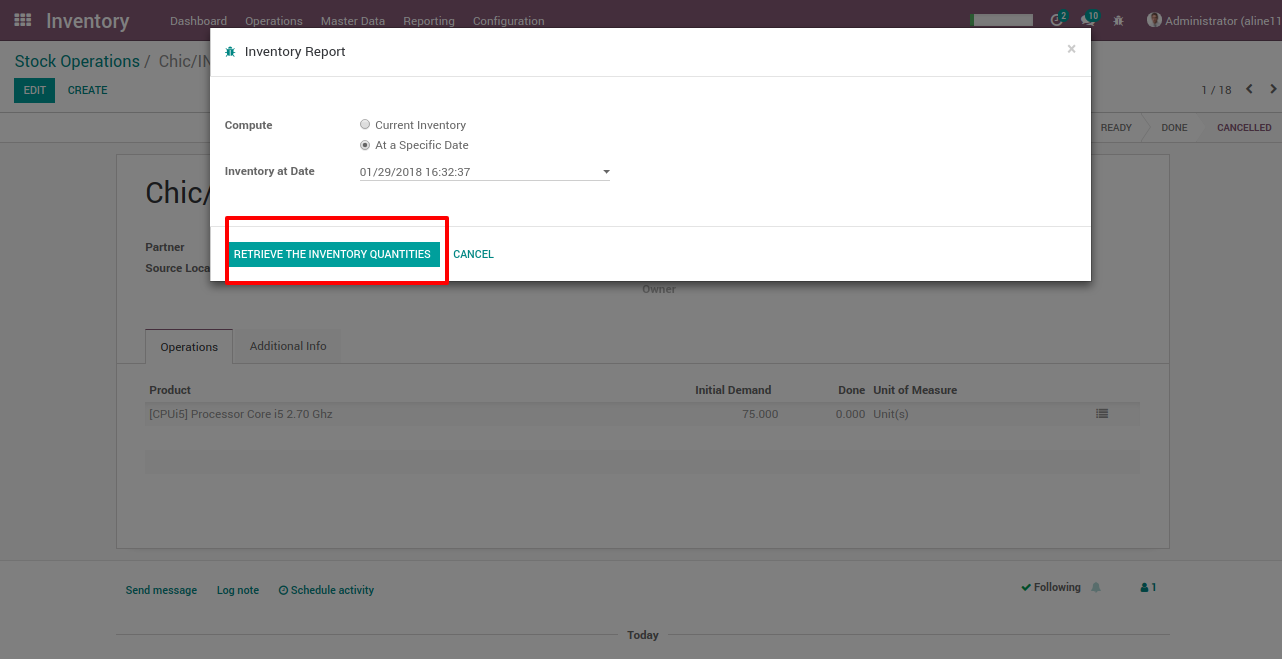 Inventory Dashboard Operations Master Data Reporting Configuration 2 10 Administrator (aline11
Inventory Report ×
Stock Operations / Chic/IN
EDIT CREATE 1 / 18
Compute Current Inventory
At a Specific Date
READY DONE CANCELLED
Inventory at Date 01/29/2018 16:32:37
Chic/
Partner
RETRIEVE THE INVENTORY QUANTITIES CANCEL
Source Loca
Owner
Operations Additional Info
Product Initial Demand Done Unit of Measure
[CPUi5] Processor Core i5 2.70 Ghz 75.000 0.000 Unit(s)
Send message Log note Schedule activity Following 1
Today